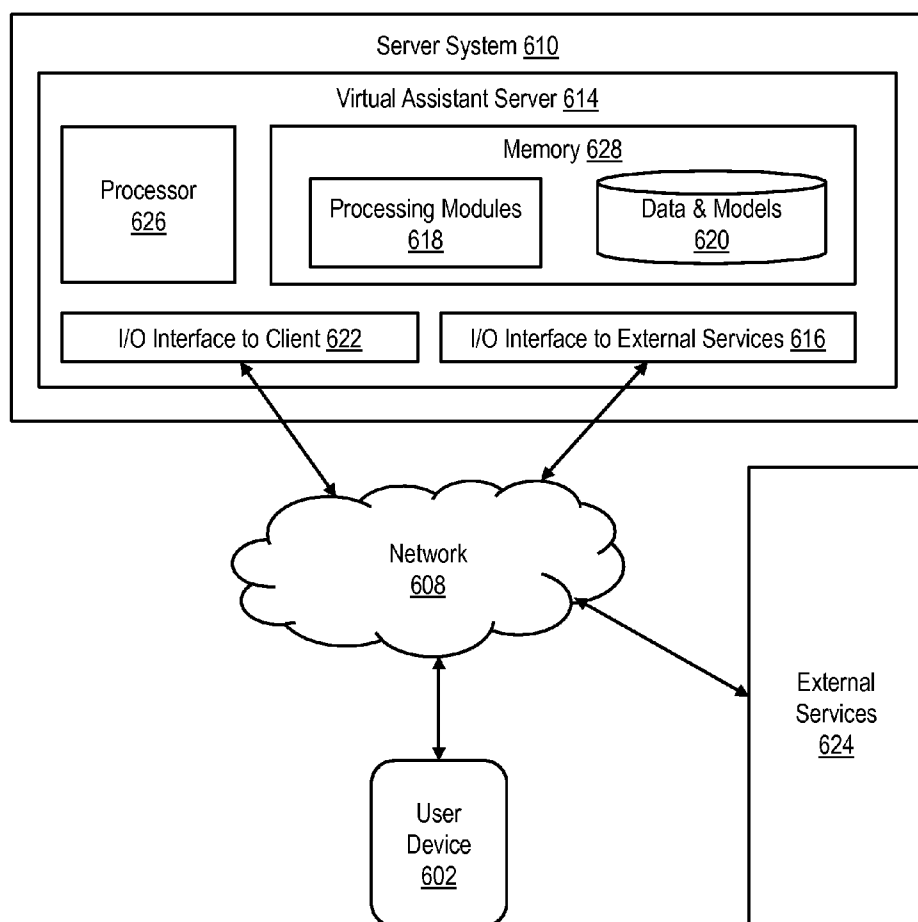 Server System 610
Virtual Assistant Server 614
Processor
626
Memory 628
Processing Modules
618
Data & Models
620
I/O Interface to Client 622
I/O Interface to External Services 616
Network
608
External
Services
624
User
Device
602